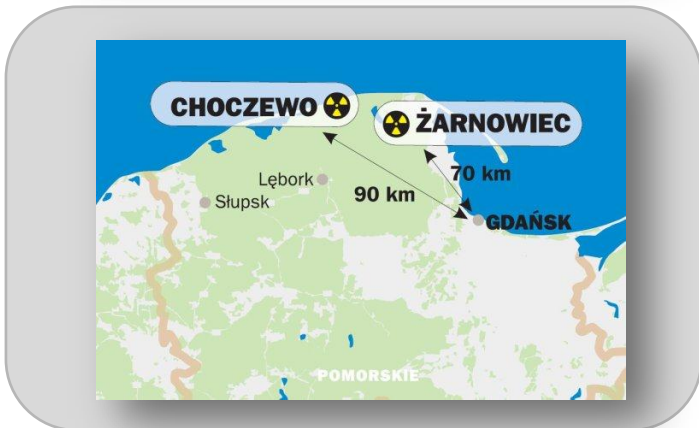 CHOCZEWO
ŻARNOWIEC
70 km
Lębork
90 km
Słupsk
GDAŃSK
POMORSKIE